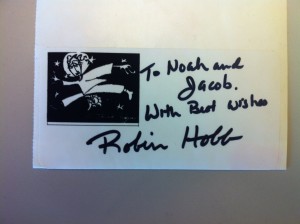 To Noah and
Jacob.
With Best Wishes
Robin Hobb